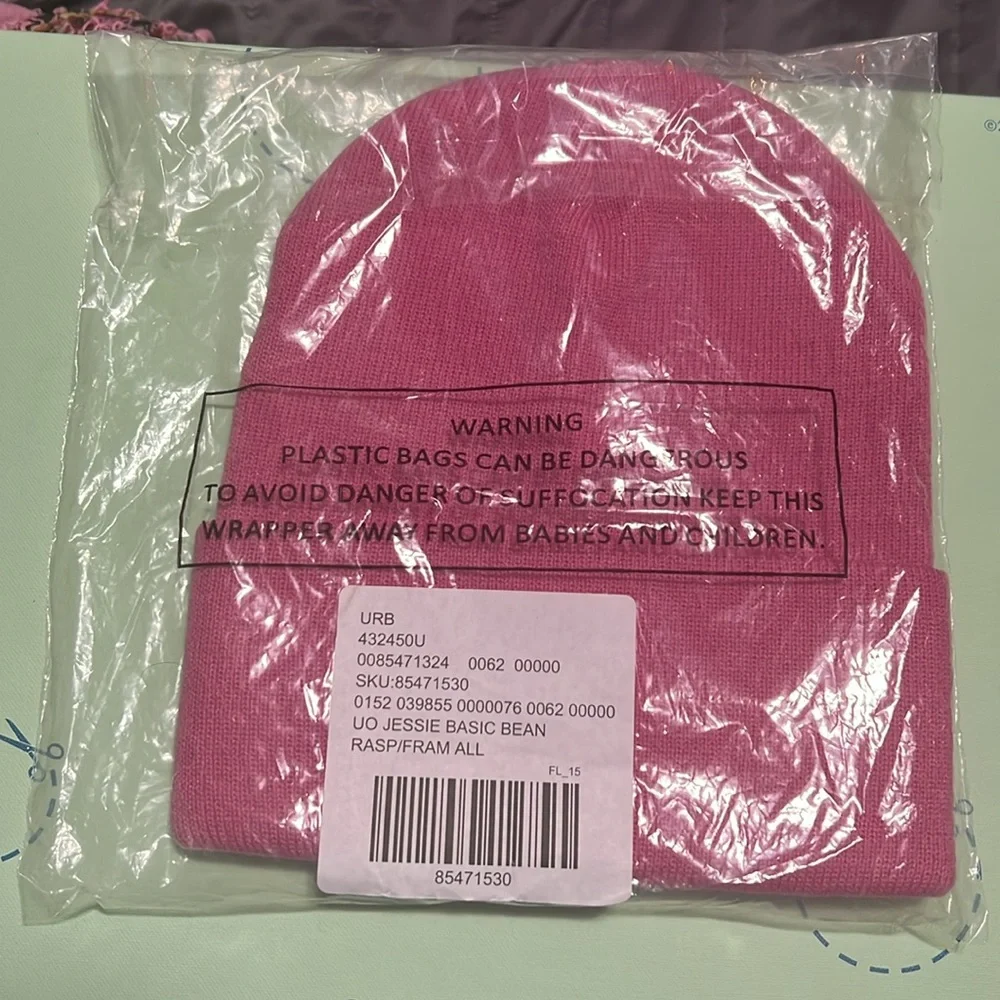 WARNING
PLASTIC BAGS CAN BE DANGEROUS
TO AVOID DANGER OF SUFFOCATION KEEP THIS
WRAPPER AWAY FROM BABIES AND CHILDREN.
URB
432450U
0085471324 0062 00000
SKU:85471530
0152 039855 0000076 0062 00000
UO JESSIE BASIC BEAN
RASP/FRAM ALL
FL_15
85471530